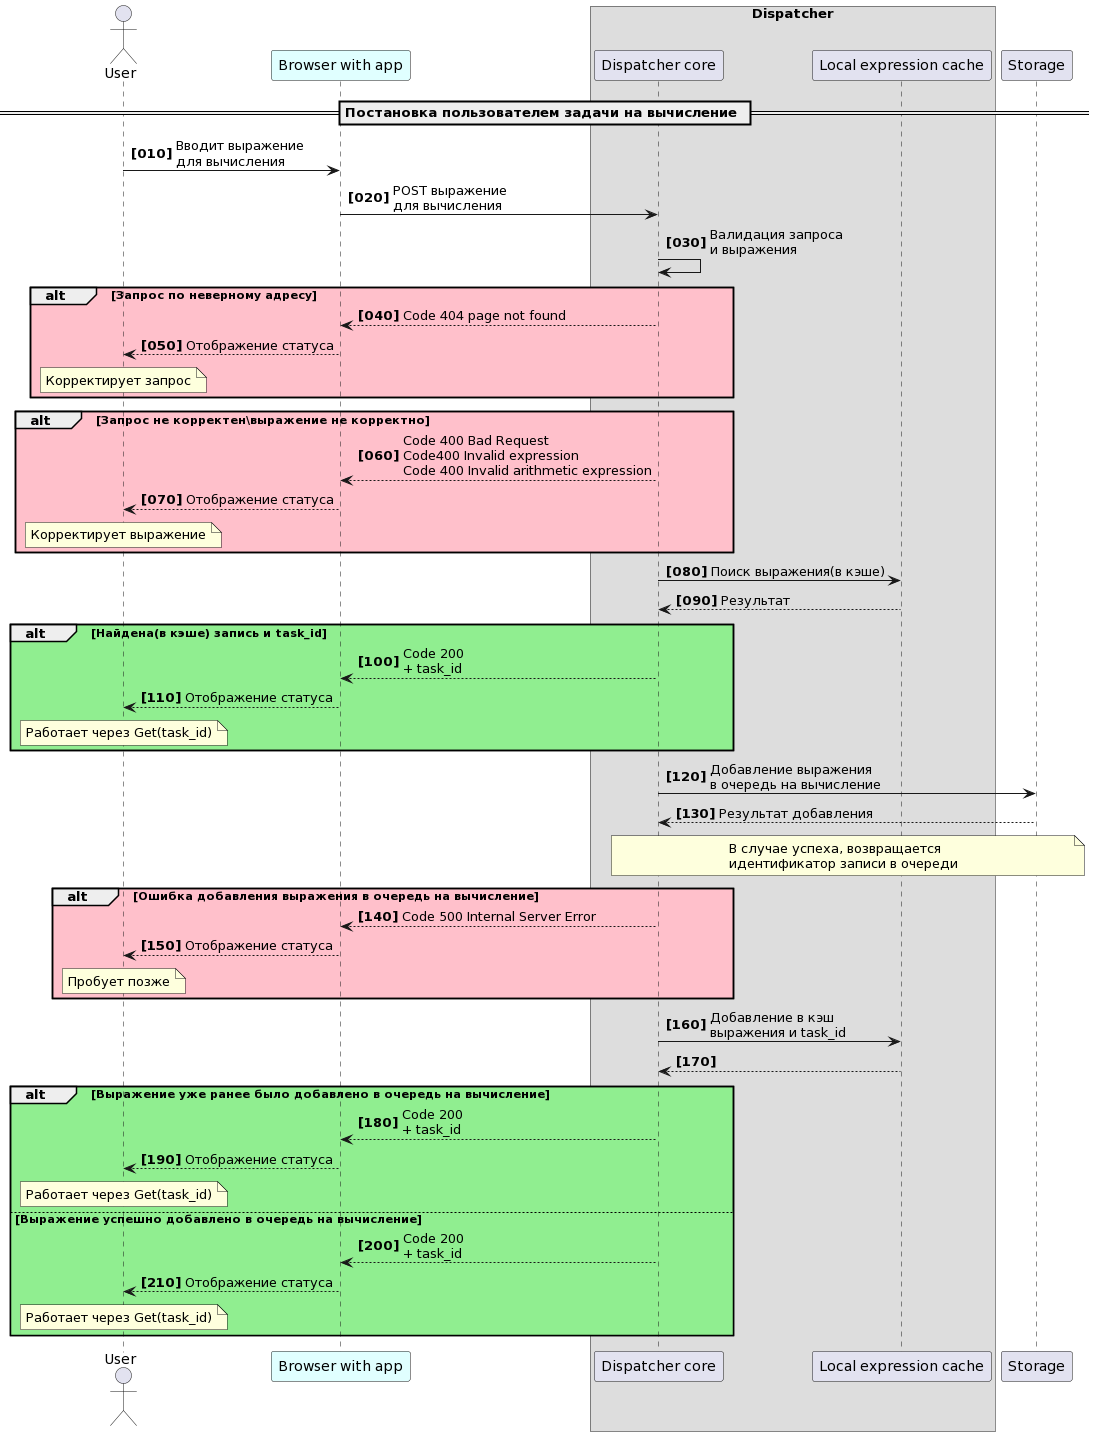 Dispatcher
User
Browser with app
Dispatcher core
Local expression cache
Storage
Постановка пользователем задачи на вычисление
[010] Вводит выражение
для вычисления
[020] POST выражение
для вычисления
[030] Валидация запроса
и выражения
alt [Запрос по неверному адресу]
[040] Code 404 page not found
[050] Отображение статуса
Корректирует запрос
alt [Запрос не корректен\выражение не корректно]
Code 400 Bad Request
[060] Code400 Invalid expression
Code 400 Invalid arithmetic expression
[070] Отображение статуса
Корректирует выражение
[080] Поиск выражения(в кэше)
[090] Результат
alt [Найдена(в кэше) запись и task_id]
[100] Code 200
+ task_id
[110] Отображение статуса
Работает через Get(task_id)
[120] Добавление выражения
в очередь на вычисление
[130] Результат добавления
В случае успеха, возвращается
идентификатор записи в очереди
alt [Ошибка добавления выражения в очередь на вычисление]
[140] Code 500 Internal Server Error
[150] Отображение статуса
Пробует позже
[160] Добавление в кэш
выражения и task_id
[170]
alt [Выражение уже ранее было добавлено в очередь на вычисление]
[180] Code 200
+ task_id
[190] Отображение статуса
Работает через Get(task_id)
[Выражение успешно добавлено в очередь на вычисление]
[200] Code 200
+ task_id
[210] Отображение статуса
Работает через Get(task_id)
User
Browser with app
Dispatcher core
Local expression cache
Storage